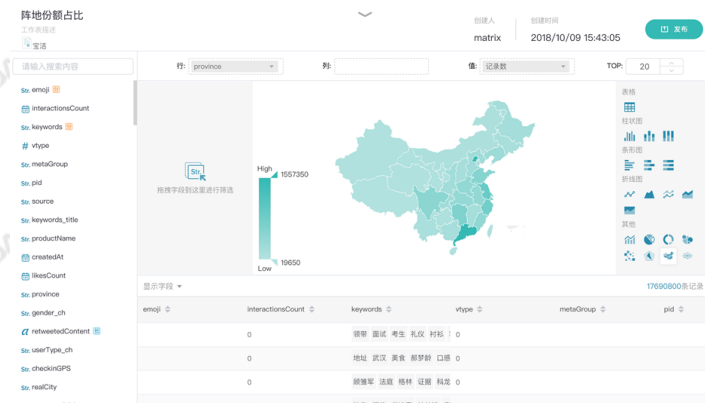 阵地份额占比
工作表描述
宝洁
创建人
matrix
创建时间
2018/10/09 15:43:05
发布
请输入搜索内容
行: province
列:
值: 记录数
TOP: 20
Str. emoji
interactionsCount
Str. keywords
# vtype
Str. metaGroup
Str. pid
Str. source
Str. keywords_title
Str. productName
createdAt
likesCount
Str. province
Str. gender_ch
a retweetedContent
Str. userType_ch
Str. checkinGPS
Str. realCity
Str.
拖拽字段到这里进行筛选
High
1557350
19650
Low
表格
柱状图
条形图
折线图
其他
显示字段
17690800条记录
emoji interactionsCount keywords vtype metaGroup pid
0 领带 面试 考生 礼仪 衬衫 0
0 地址 武汉 美食 郝梦龄 口感 0
0 顾雏军 法庭 格林 证据 科龙 0